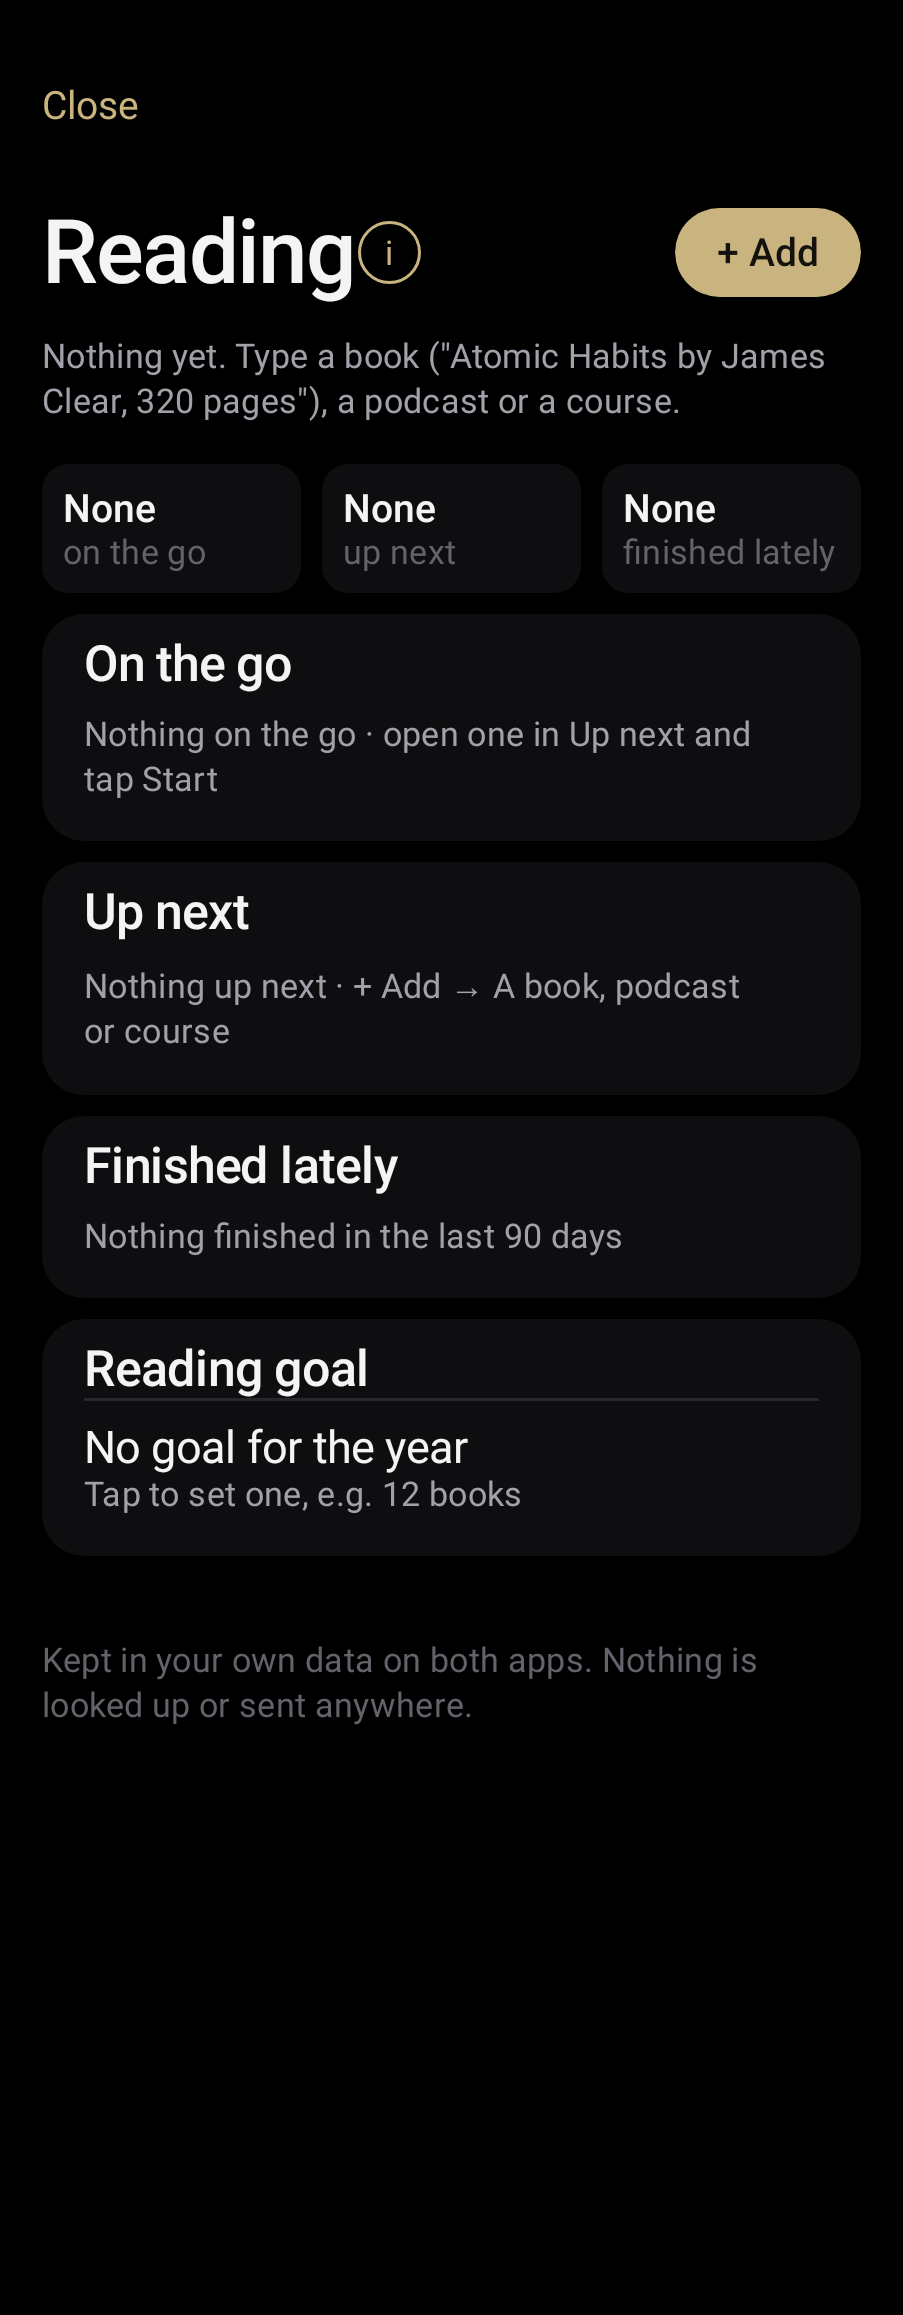 Close
Reading
i
+ Add
Nothing yet. Type a book ("Atomic Habits by James
Clear, 320 pages"), a podcast or a course.
None
on the go
None
up next
None
finished lately
On the go
Nothing on the go · open one in Up next and
tap Start
Up next
Nothing up next · + Add → A book, podcast
or course
Finished lately
Nothing finished in the last 90 days
Reading goal
No goal for the year
Tap to set one, e.g. 12 books
Kept in your own data on both apps. Nothing is
looked up or sent anywhere.